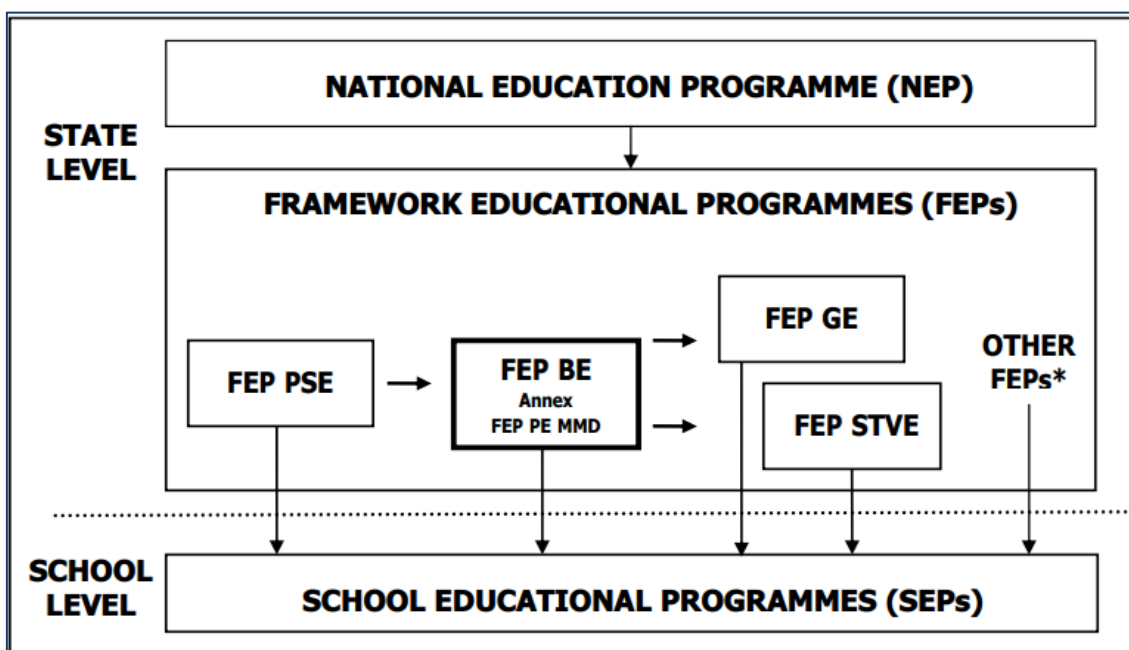 NATIONAL EDUCATION PROGRAMME (NEP)
STATE
LEVEL
FRAMEWORK EDUCATIONAL PROGRAMMES (FEPs)
FEP PSE
FEP BE
Annex
FEP PE MMD
FEP GE
FEP STVE
OTHER
FEPs*
SCHOOL
LEVEL
SCHOOL EDUCATIONAL PROGRAMMES (SEPs)